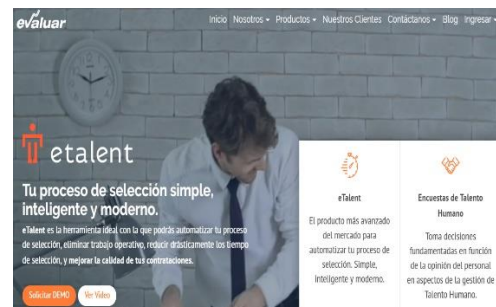 evaluar
Inicio Nosotros Productos Nuestros Clientes Contáctanos Blog Ingresar
etalent
Tu proceso de selección simple,
inteligente y moderno.
eTalent es la herramienta ideal con la que podrás automatizar tu proceso
de selección, eliminar trabajo operativo, reducir drásticamente los tiempo
de selección, y mejorar la calidad de tus contrataciones.
Solicitar DEMO Ver Video
eTalent
El producto más avanzado
del mercado para
automatizar tu proceso de
selección. Simple,
inteligente y moderno.
Encuestas de Talento
Humano
Toma decisiones
fundamentadas en función
de la opinión del personal
en aspectos de la gestión de
Talento Humano.